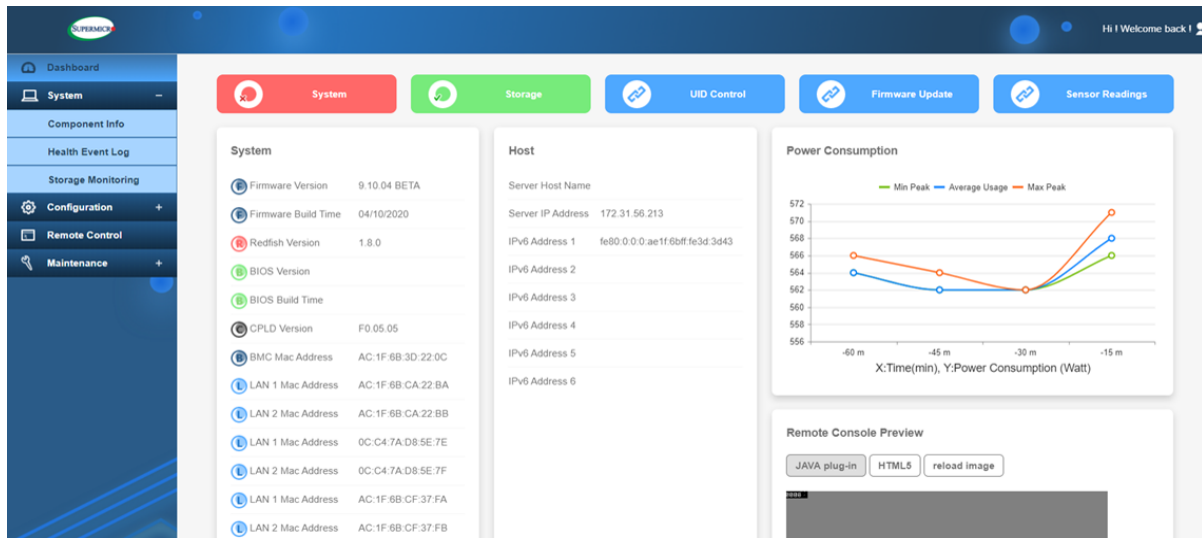 SUPERMICR
Hi ! Welcome back !
Dashboard
System –
Component Info
Health Event Log
Storage Monitoring
Configuration +
Remote Control
Maintenance +
System
Storage
UID Control
Firmware Update
Sensor Readings
System
F Firmware Version 9.10.04 BETA
F Firmware Build Time 04/10/2020
R Redfish Version 1.8.0
B BIOS Version
B BIOS Build Time
C CPLD Version F0.05.05
B BMC Mac Address AC:1F:6B:3D:22:0C
L LAN 1 Mac Address AC:1F:6B:CA:22:BA
L LAN 2 Mac Address AC:1F:6B:CA:22:BB
L LAN 1 Mac Address 0C:C4:7A:D8:5E:7E
L LAN 2 Mac Address 0C:C4:7A:D8:5E:7F
L LAN 1 Mac Address AC:1F:6B:CF:37:FA
L LAN 2 Mac Address AC:1F:6B:CF:37:FB
Host
Server Host Name
Server IP Address 172.31.56.213
IPv6 Address 1 fe80:0:0:0:ae1f:6bff:fe3d:3d43
IPv6 Address 2
IPv6 Address 3
IPv6 Address 4
IPv6 Address 5
IPv6 Address 6
Power Consumption
Min Peak Average Usage Max Peak
572
570
568
566
564
562
560
558
556
-60 m -45 m -30 m -15 m
X:Time(min), Y:Power Consumption (Watt)
Remote Console Preview
JAVA plug-in HTML5 reload image